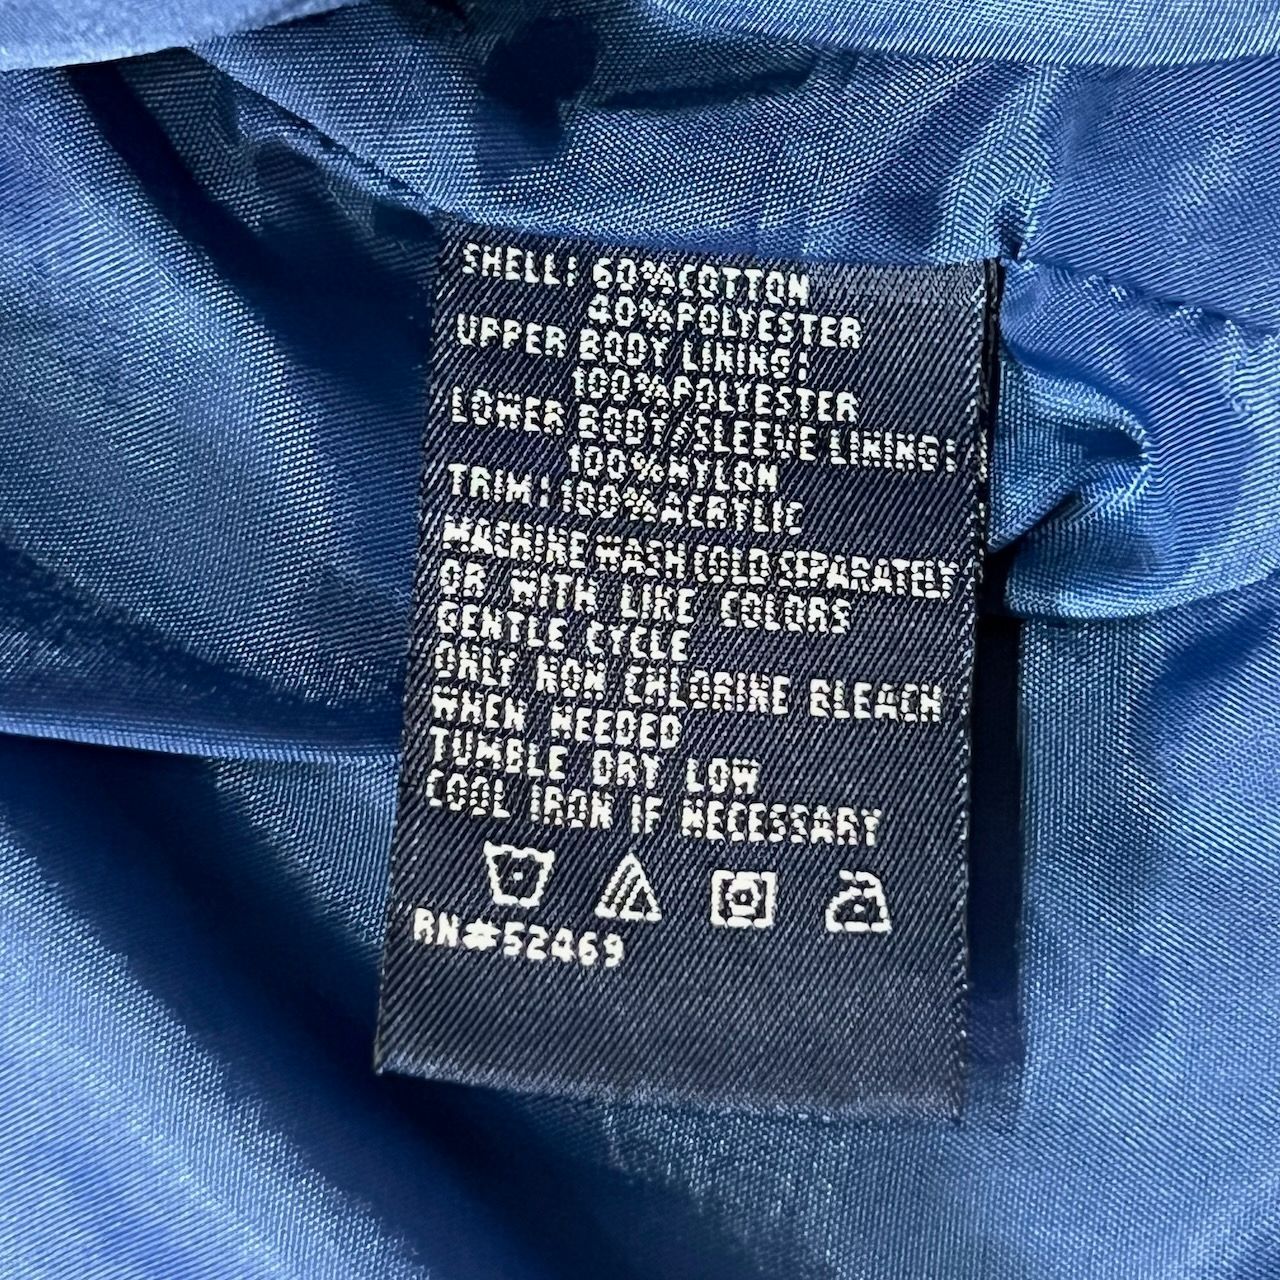 SHELL: 60%COTTON
40%POLYESTER
UPPER BODY LINING:
100%POLYESTER
LOWER BODY/SLEEVE LINING:
100%NYLON
TRIM: 100%ACRYLIC
MACHINE WASH COLD SEPARATELY
OR WITH LIKE COLORS
GENTLE CYCLE
ONLY NON CHLORINE BLEACH
WHEN NEEDED
TUMBLE DRY LOW
COOL IRON IF NECESSARY
RN#52469